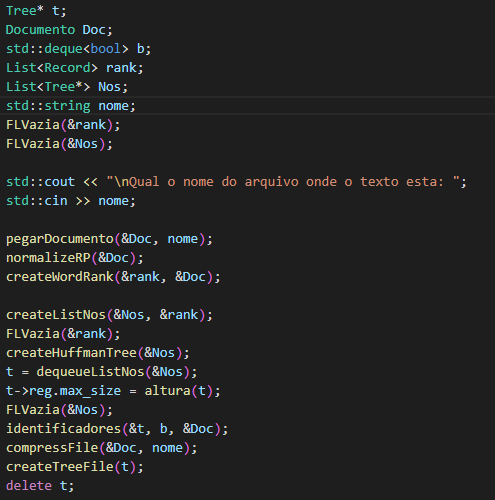 Tree* t;
Documento Doc;
std::deque<bool> b;
List<Record> rank;
List<Tree*> Nos;
std::string nome;
FLVazia(&rank);
FLVazia(&Nos);
std::cout << "\nQual o nome do arquivo onde o texto esta: ";
std::cin >> nome;
pegarDocumento(&Doc, nome);
normalizeRP(&Doc);
createWordRank(&rank, &Doc);
createListNos(&Nos, &rank);
FLVazia(&rank);
createHuffmanTree(&Nos);
t = dequeueListNos(&Nos);
t->reg.max_size = altura(t);
FLVazia(&Nos);
identificadores(&t, b, &Doc);
compressFile(&Doc, nome);
createTreeFile(t);
delete t;